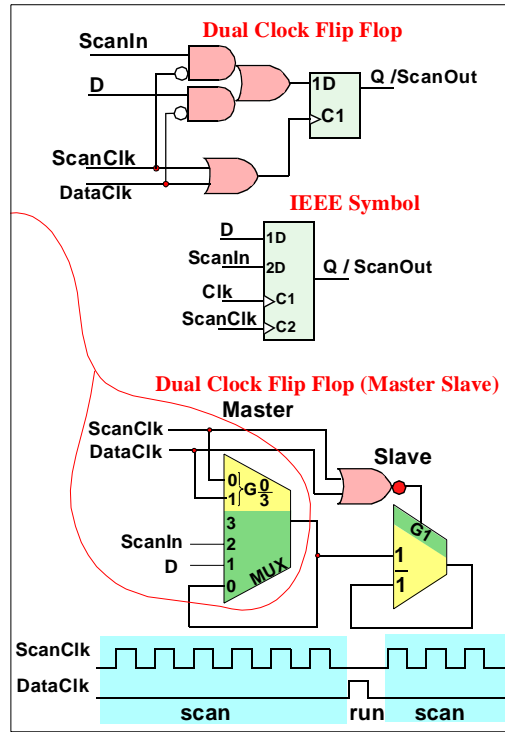 Dual Clock Flip Flop
ScanIn
D
ScanClk
DataClk
1D
C1
Q /ScanOut
IEEE Symbol
D
ScanIn
Clk
ScanClk
1D
2D
C1
C2
Q / ScanOut
Dual Clock Flip Flop (Master Slave)
Master
ScanClk
DataClk
Slave
0
1
} G 0/3
3
2
1
0
MUX
ScanIn
D
G1
1
1
ScanClk
DataClk
scan
run
scan